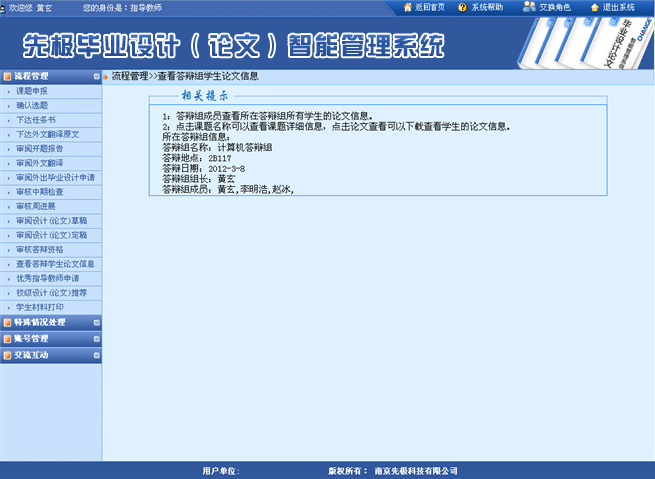 欢迎您 黄玄 您的身份是：指导教师 返回首页 系统帮助 交换角色 退出系统
先极毕业设计（论文）智能管理系统
CHANGE
流程管理
课题申报
确认选题
下达任务书
下达外文翻译原文
审阅开题报告
审阅外文翻译
审阅外出毕业设计申请
审核中期检查
审核周进展
审阅设计(论文)草稿
审阅设计(论文)定稿
审核答辩资格
查看答辩学生论文信息
优秀指导教师申请
校级设计(论文)推荐
学生材料打印
特殊情况处理
账号管理
交流互动
流程管理>>查看答辩组学生论文信息
相关提示
1：答辩组成员查看所在答辩组所有学生的论文信息。
2：点击课题名称可以查看课题详细信息，点击论文查看可以下载查看学生的论文信息。
所在答辩组信息：
答辩组名称：计算机答辩组
答辩地点：2B117
答辩日期：2012-3-8
答辩组组长：黄玄
答辩组成员：黄玄,李明浩,赵冰,
用户单位： 版权所有： 南京先极科技有限公司